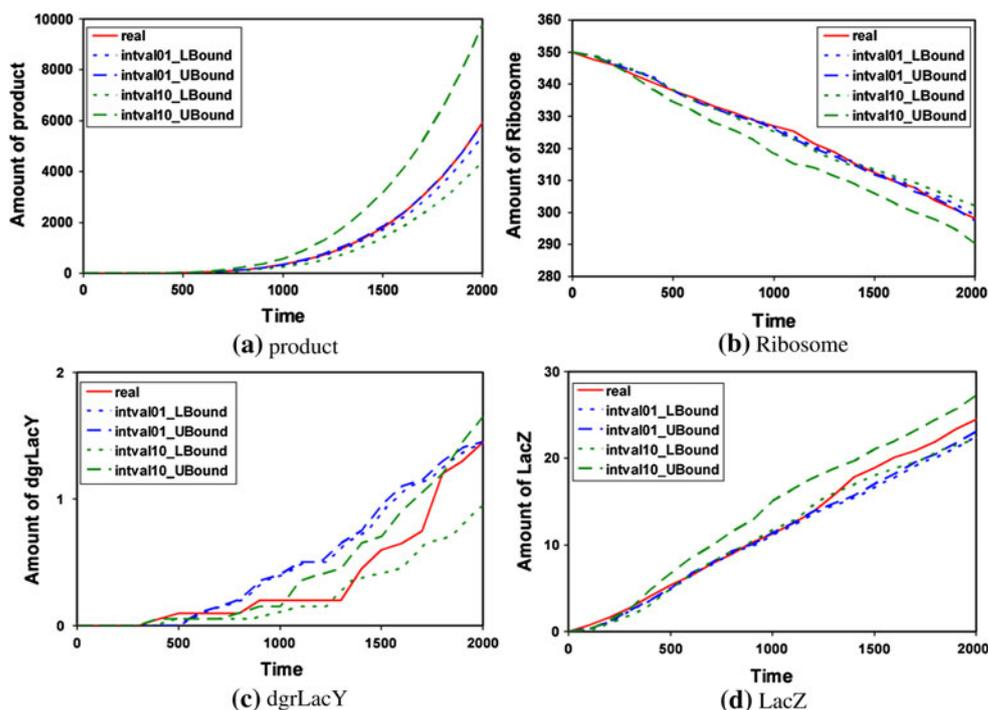 10000
8000
6000
4000
2000
0
Amount of product
real
intval01_LBound
intval01_UBound
intval10_LBound
intval10_UBound
0 500 1000 1500 2000
Time
(a) product
360
350
340
330
320
310
300
290
280
Amount of Ribosome
real
intval01_LBound
intval01_UBound
intval10_LBound
intval10_UBound
0 500 1000 1500 2000
Time
(b) Ribosome
2
1
0
Amount of dgrLacY
real
intval01_LBound
intval01_UBound
intval10_LBound
intval10_UBound
0 500 1000 1500 2000
Time
(c) dgrLacY
30
20
10
0
Amount of LacZ
real
intval01_LBound
intval01_UBound
intval10_LBound
intval10_UBound
0 500 1000 1500 2000
Time
(d) LacZ